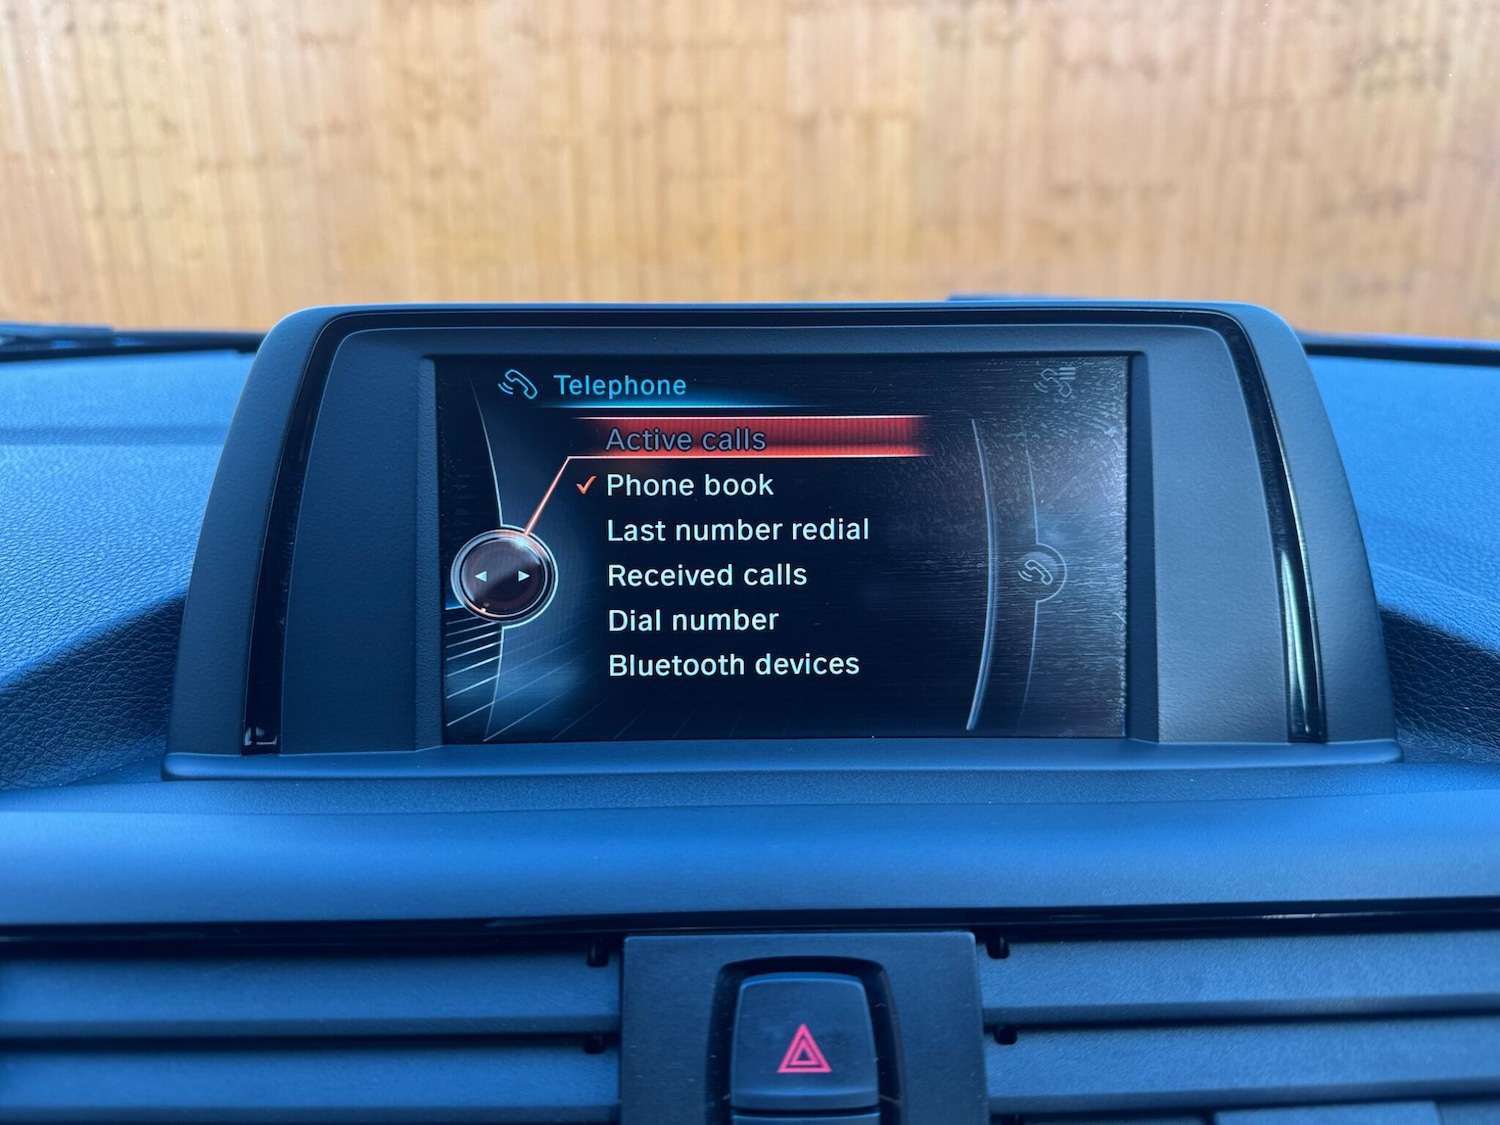 Telephone
Active calls
Phone book
Last number redial
Received calls
Dial number
Bluetooth devices